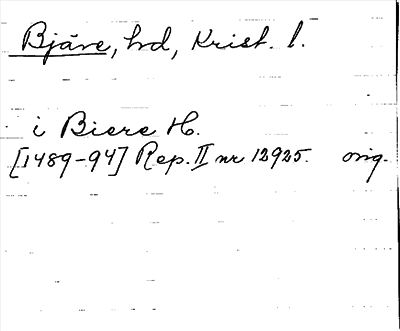 Bjäre, hd, Krist. l.
i Biere H.
[1489-94] Rep. II nr 12925. orig.